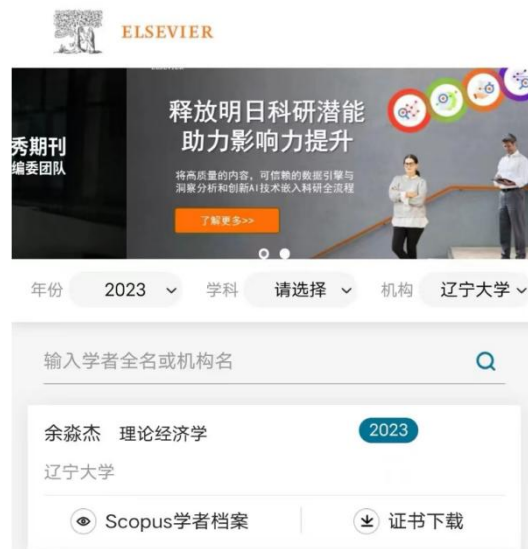 ELSEVIER
秀期刊
编委团队
释放明日科研潜能
助力影响力提升
将高质量的内容，可信赖的数据引擎与
洞察分析和创新AI技术嵌入科研全流程
了解更多>>
年份 2023 学科 请选择 机构 辽宁大学
输入学者全名或机构名
余淼杰 理论经济学 2023
辽宁大学
Scopus学者档案 证书下载